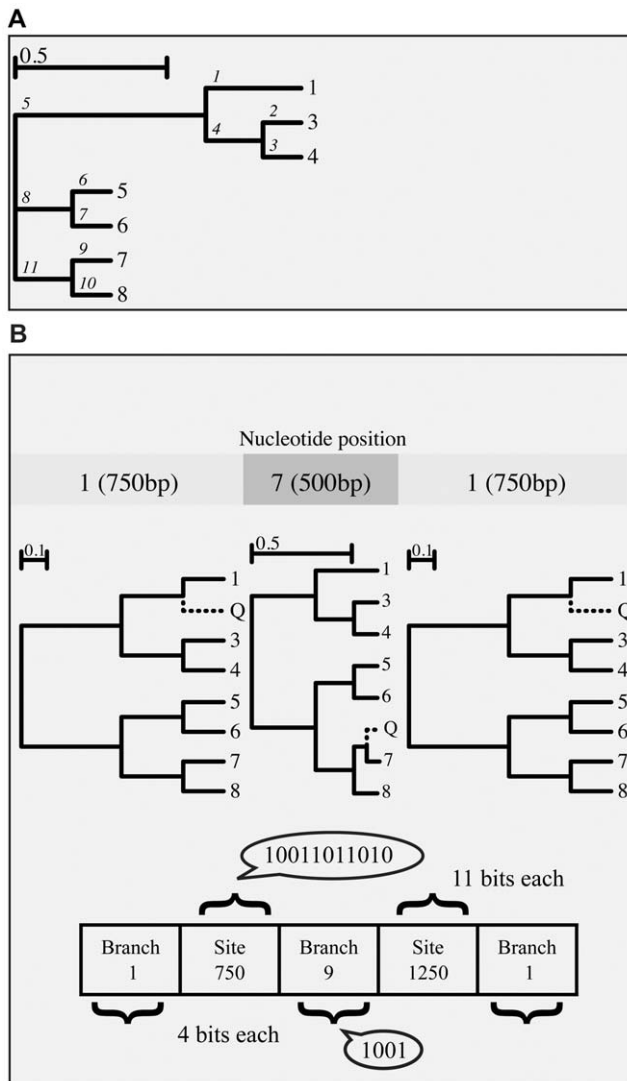 A
0.5
1
5
1
2
3
4
3
4
6
8
5
7
6
9
11
7
10
8
B
Nucleotide position
1 (750bp) 7 (500bp) 1 (750bp)
0.1 0.5 0.1
1 1 1
Q 3 Q
3 4 3
4 5 4
5 6 5
6 Q 6
7 7 7
8 8 8
10011011010
11 bits each
Branch Site Branch Site Branch
1 750 9 1250 1
4 bits each
1001